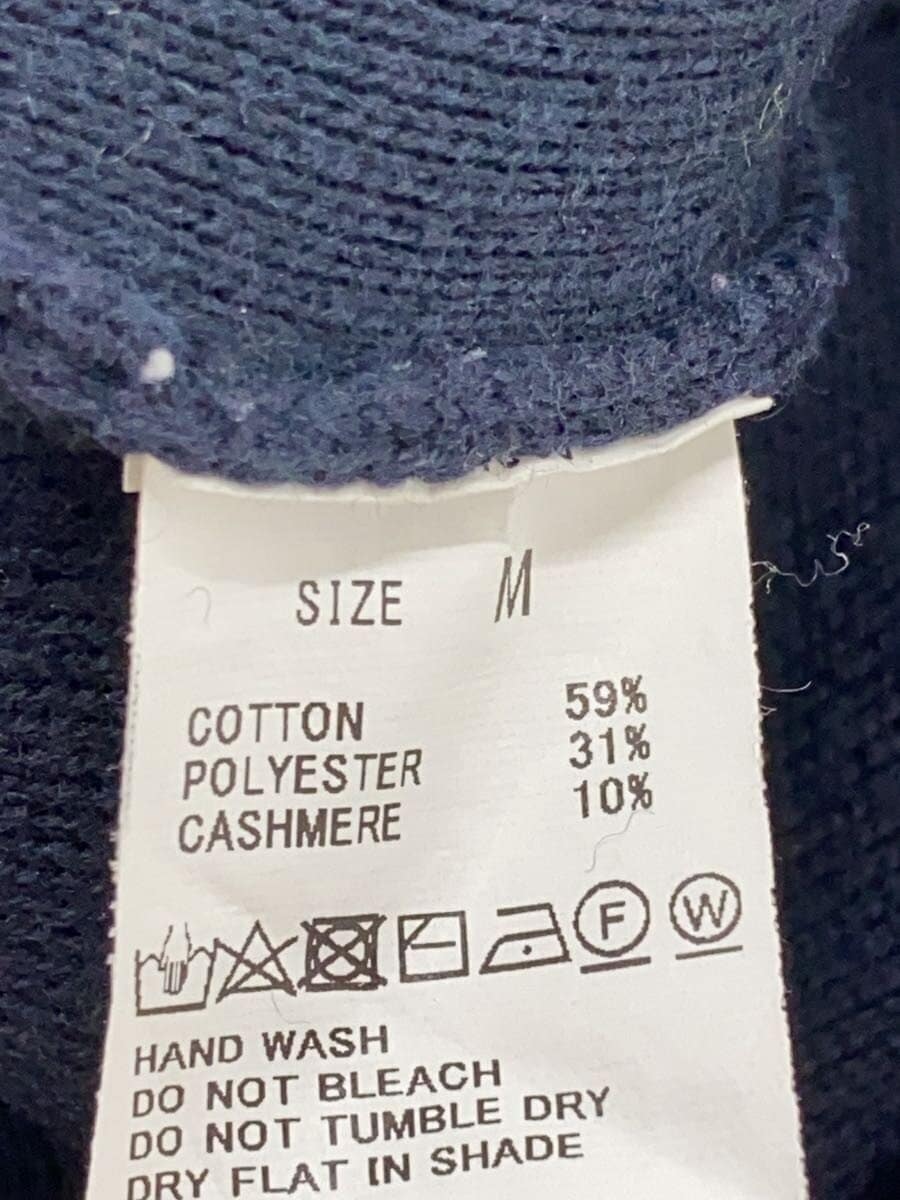 SIZE M
COTTON 59%
POLYESTER 31%
CASHMERE 10%
F W
HAND WASH
DO NOT BLEACH
DO NOT TUMBLE DRY
DRY FLAT IN SHADE